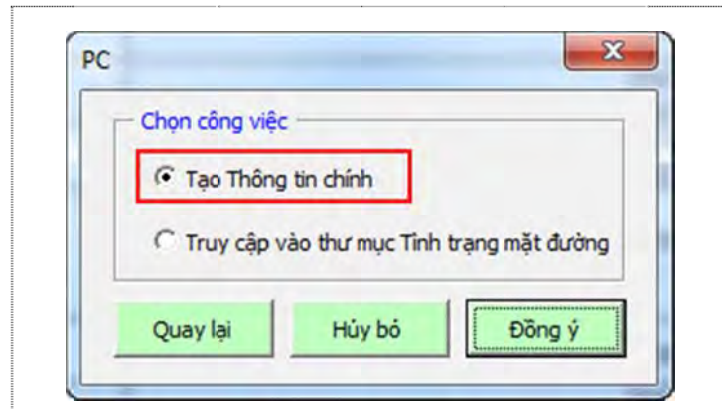 PC
Chọn công việc
Tạo Thông tin chính
Truy cập vào thư mục Tình trạng mặt đường
Quay lại
Hủy bỏ
Đồng ý